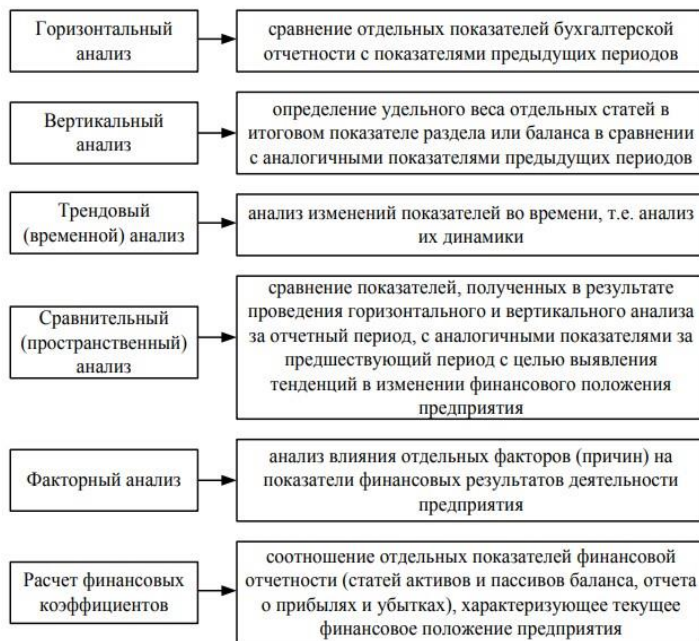 Горизонтальный
анализ
сравнение отдельных показателей бухгалтерской
отчетности с показателями предыдущих периодов
Вертикальный
анализ
определение удельного веса отдельных статей в
итоговом показателе раздела или баланса в сравнении
с аналогичными показателями предыдущих периодов
Трендовый
(временной) анализ
анализ изменений показателей во времени, т.е. анализ
их динамики
Сравнительный
(пространственный)
анализ
сравнение показателей, полученных в результате
проведения горизонтального и вертикального анализа
за отчетный период, с аналогичными показателями за
предшествующий период с целью выявления
тенденций в изменении финансового положения
предприятия
Факторный анализ
анализ влияния отдельных факторов (причин) на
показатели финансовых результатов деятельности
предприятия
Расчет финансовых
коэффициентов
соотношение отдельных показателей финансовой
отчетности (статей активов и пассивов баланса, отчета
о прибылях и убытках), характеризующее текущее
финансовое положение предприятия